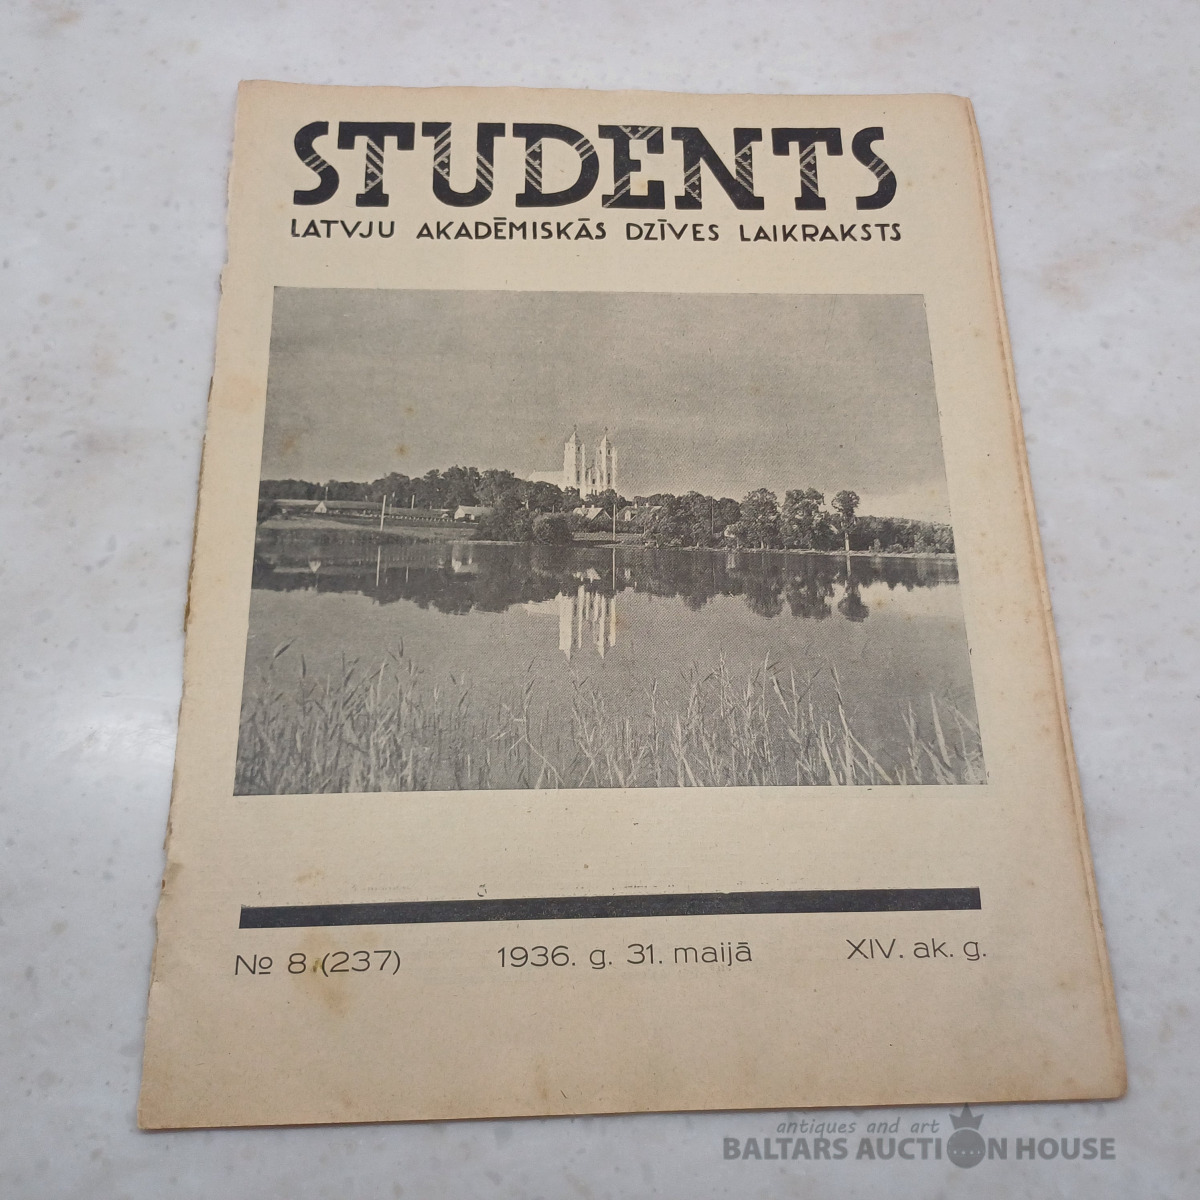 STUDENTS
LATVJU AKADĒMISKĀS DZĪVES LAIKRAKSTS
№ 8 (237) 1936. g. 31. maijā XIV. ak. g.
antiques and art
BALTARS AUCTION HOUSE